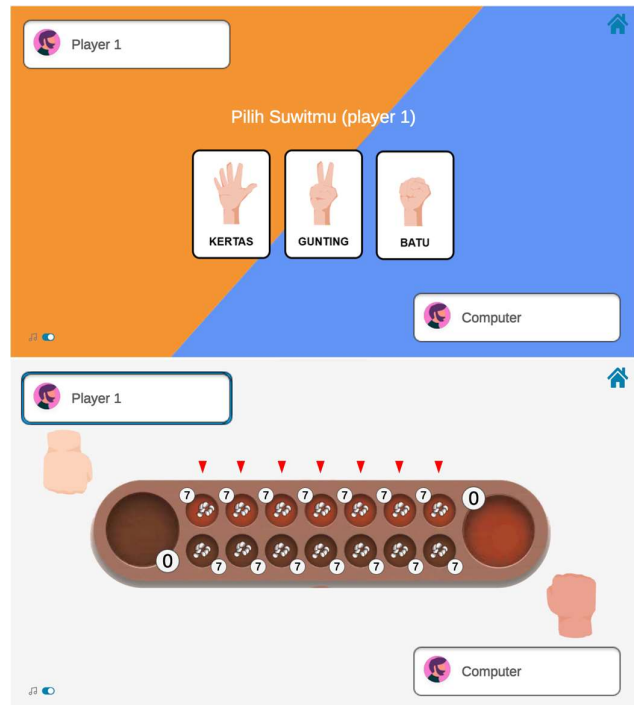 Player 1
Pilih Suwitmu (player 1)
KERTAS
GUNTING
BATU
Computer
Player 1
7 7 7 7 7 7 7 0
0 7 7 7 7 7 7 7
Computer